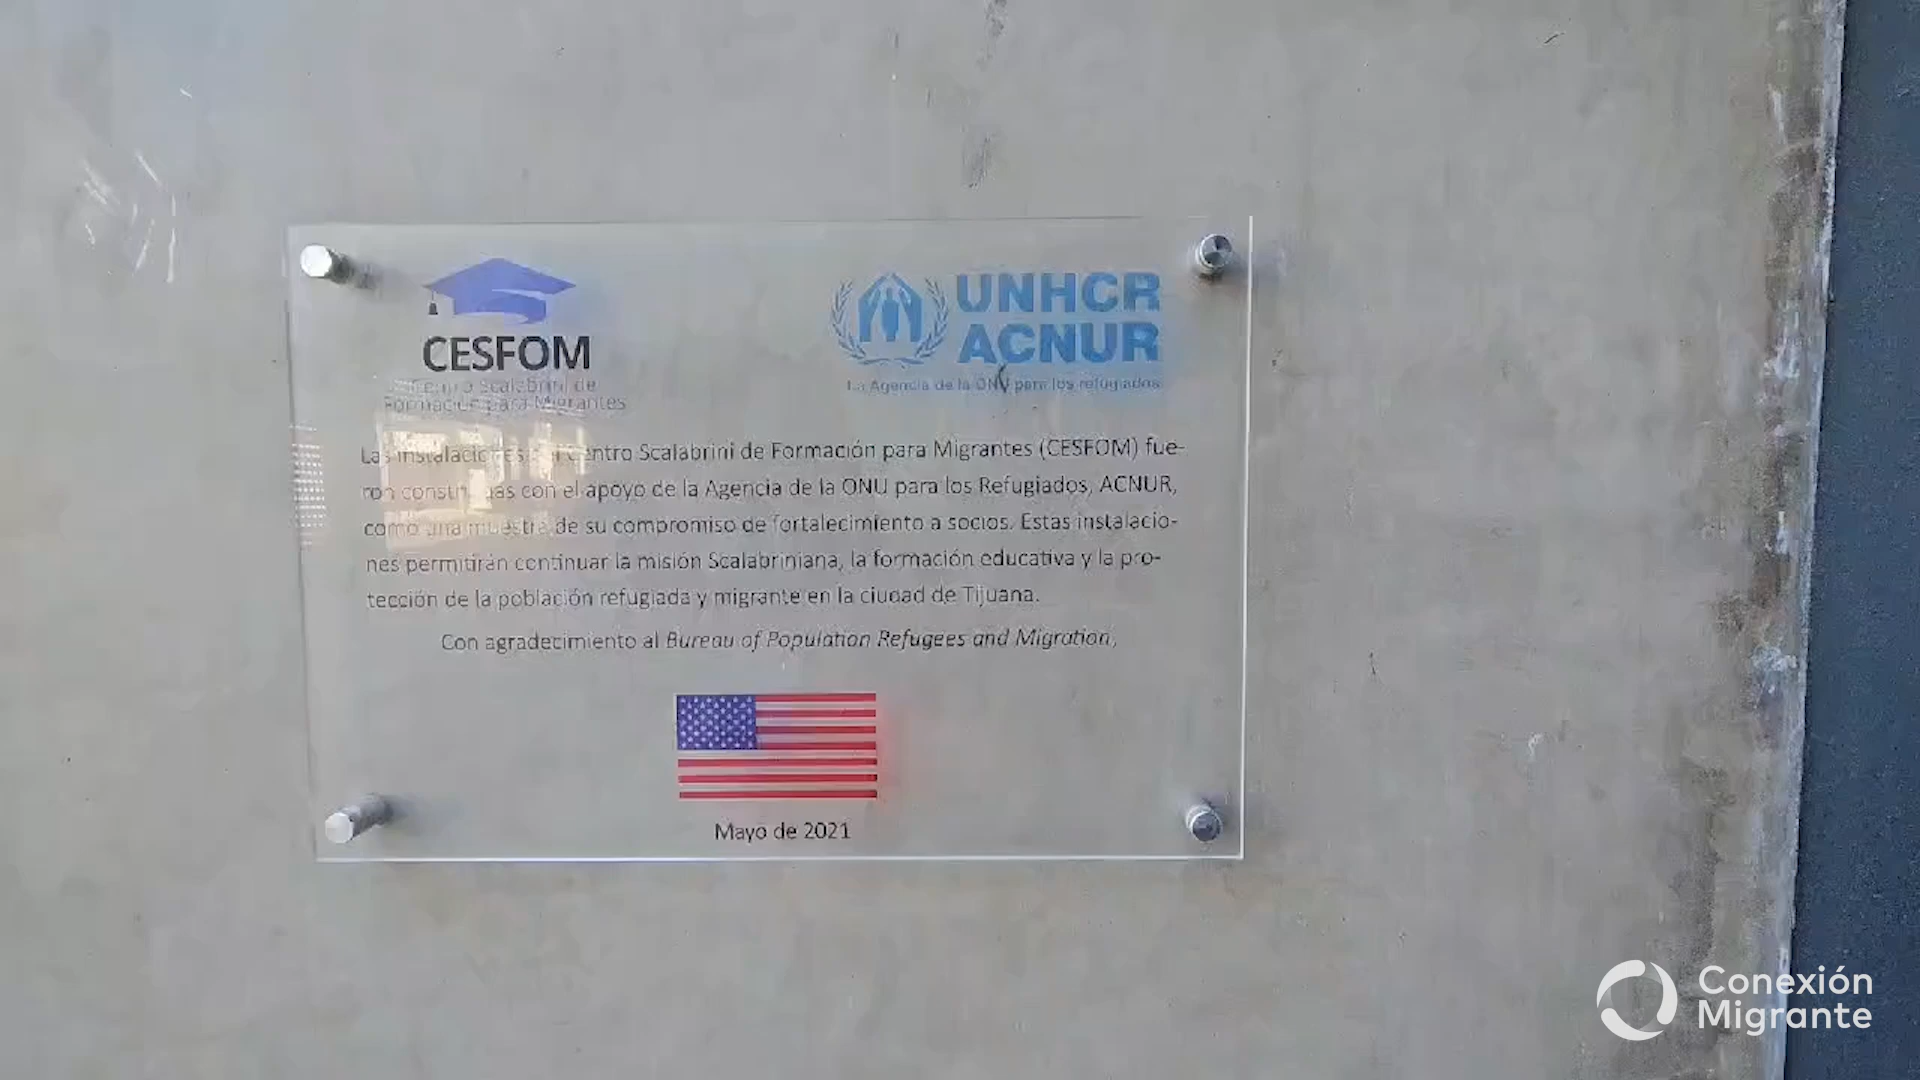 CESFOM
Centro Scalabrini de
Formación para Migrantes
UNHCR
ACNUR
La Agencia de la ONU para los refugiados
Las instalaciones del Centro Scalabrini de Formación para Migrantes (CESFOM) fue-
ron construidas con el apoyo de la Agencia de la ONU para los Refugiados, ACNUR,
como una muestra de su compromiso de fortalecimiento a socios. Estas instalacio-
nes permitirán continuar la misión Scalabriniana, la formación educativa y la pro-
tección de la población refugiada y migrante en la ciudad de Tijuana.
Con agradecimiento al Bureau of Population Refugees and Migration,
Mayo de 2021
Conexión
Migrante